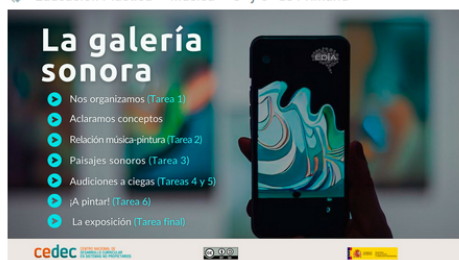 La galería
sonora
Nos organizamos (Tarea 1)
Aclaramos conceptos
Relación música-pintura (Tarea 2)
Paisajes sonoros (Tarea 3)
Audiciones a ciegas (Tareas 4 y 5)
¡A pintar! (Tarea 6)
La exposición (Tarea final)
EDIA
cedec